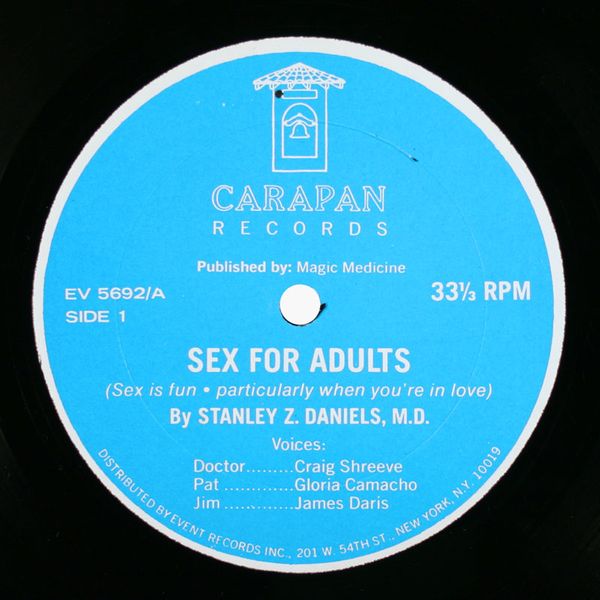 CARAPAN
RECORDS
Published by: Magic Medicine
EV 5692/A
SIDE 1
33⅓ RPM
SEX FOR ADULTS
(Sex is fun • particularly when you're in love)
By STANLEY Z. DANIELS, M.D.
Voices:
Doctor.........Craig Shreeve
Pat .............Gloria Camacho
Jim .............James Daris
DISTRIBUTED BY EVENT RECORDS INC., 201 W. 54TH ST., NEW YORK, N.Y. 10019